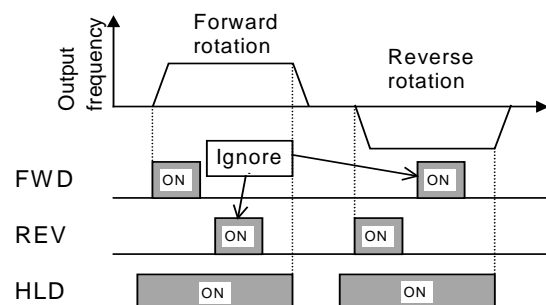 Forward
rotation
Output
frequency
Reverse
rotation
Ignore
FWD
ON
ON
REV
ON
ON
HLD
ON
ON